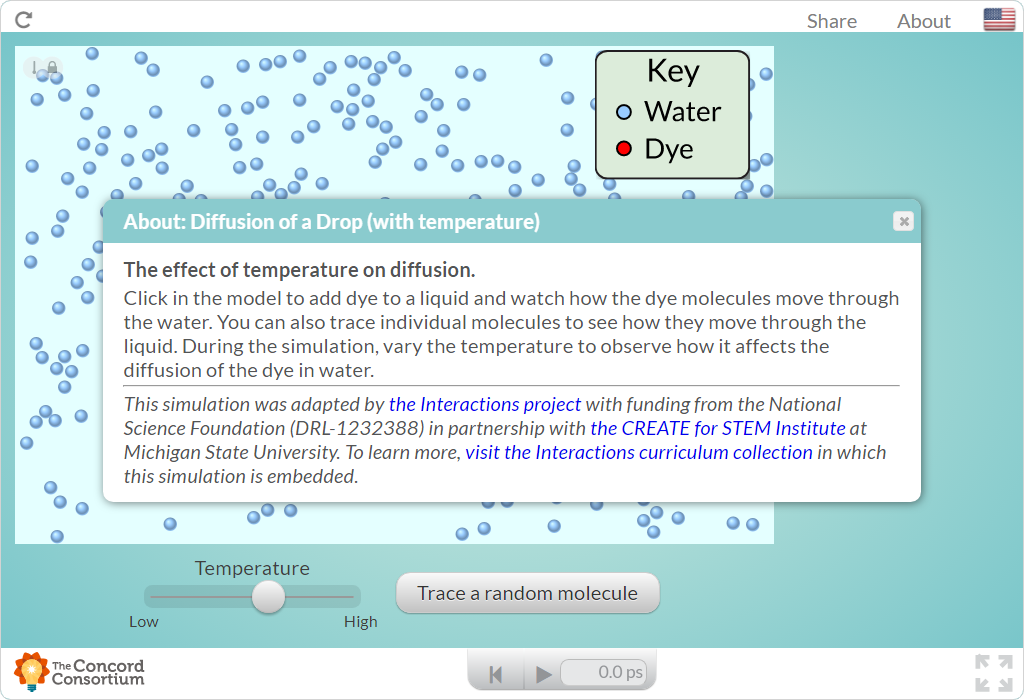 Share About
Key
Water
Dye
About: Diffusion of a Drop (with temperature)
The effect of temperature on diffusion.
Click in the model to add dye to a liquid and watch how the dye molecules move through
the water. You can also trace individual molecules to see how they move through the
liquid. During the simulation, vary the temperature to observe how it affects the
diffusion of the dye in water.
This simulation was adapted by the Interactions project with funding from the National
Science Foundation (DRL-1232388) in partnership with the CREATE for STEM Institute at
Michigan State University. To learn more, visit the Interactions curriculum collection in which
this simulation is embedded.
Temperature
Low High
Trace a random molecule
The Concord
Consortium
0.0 ps